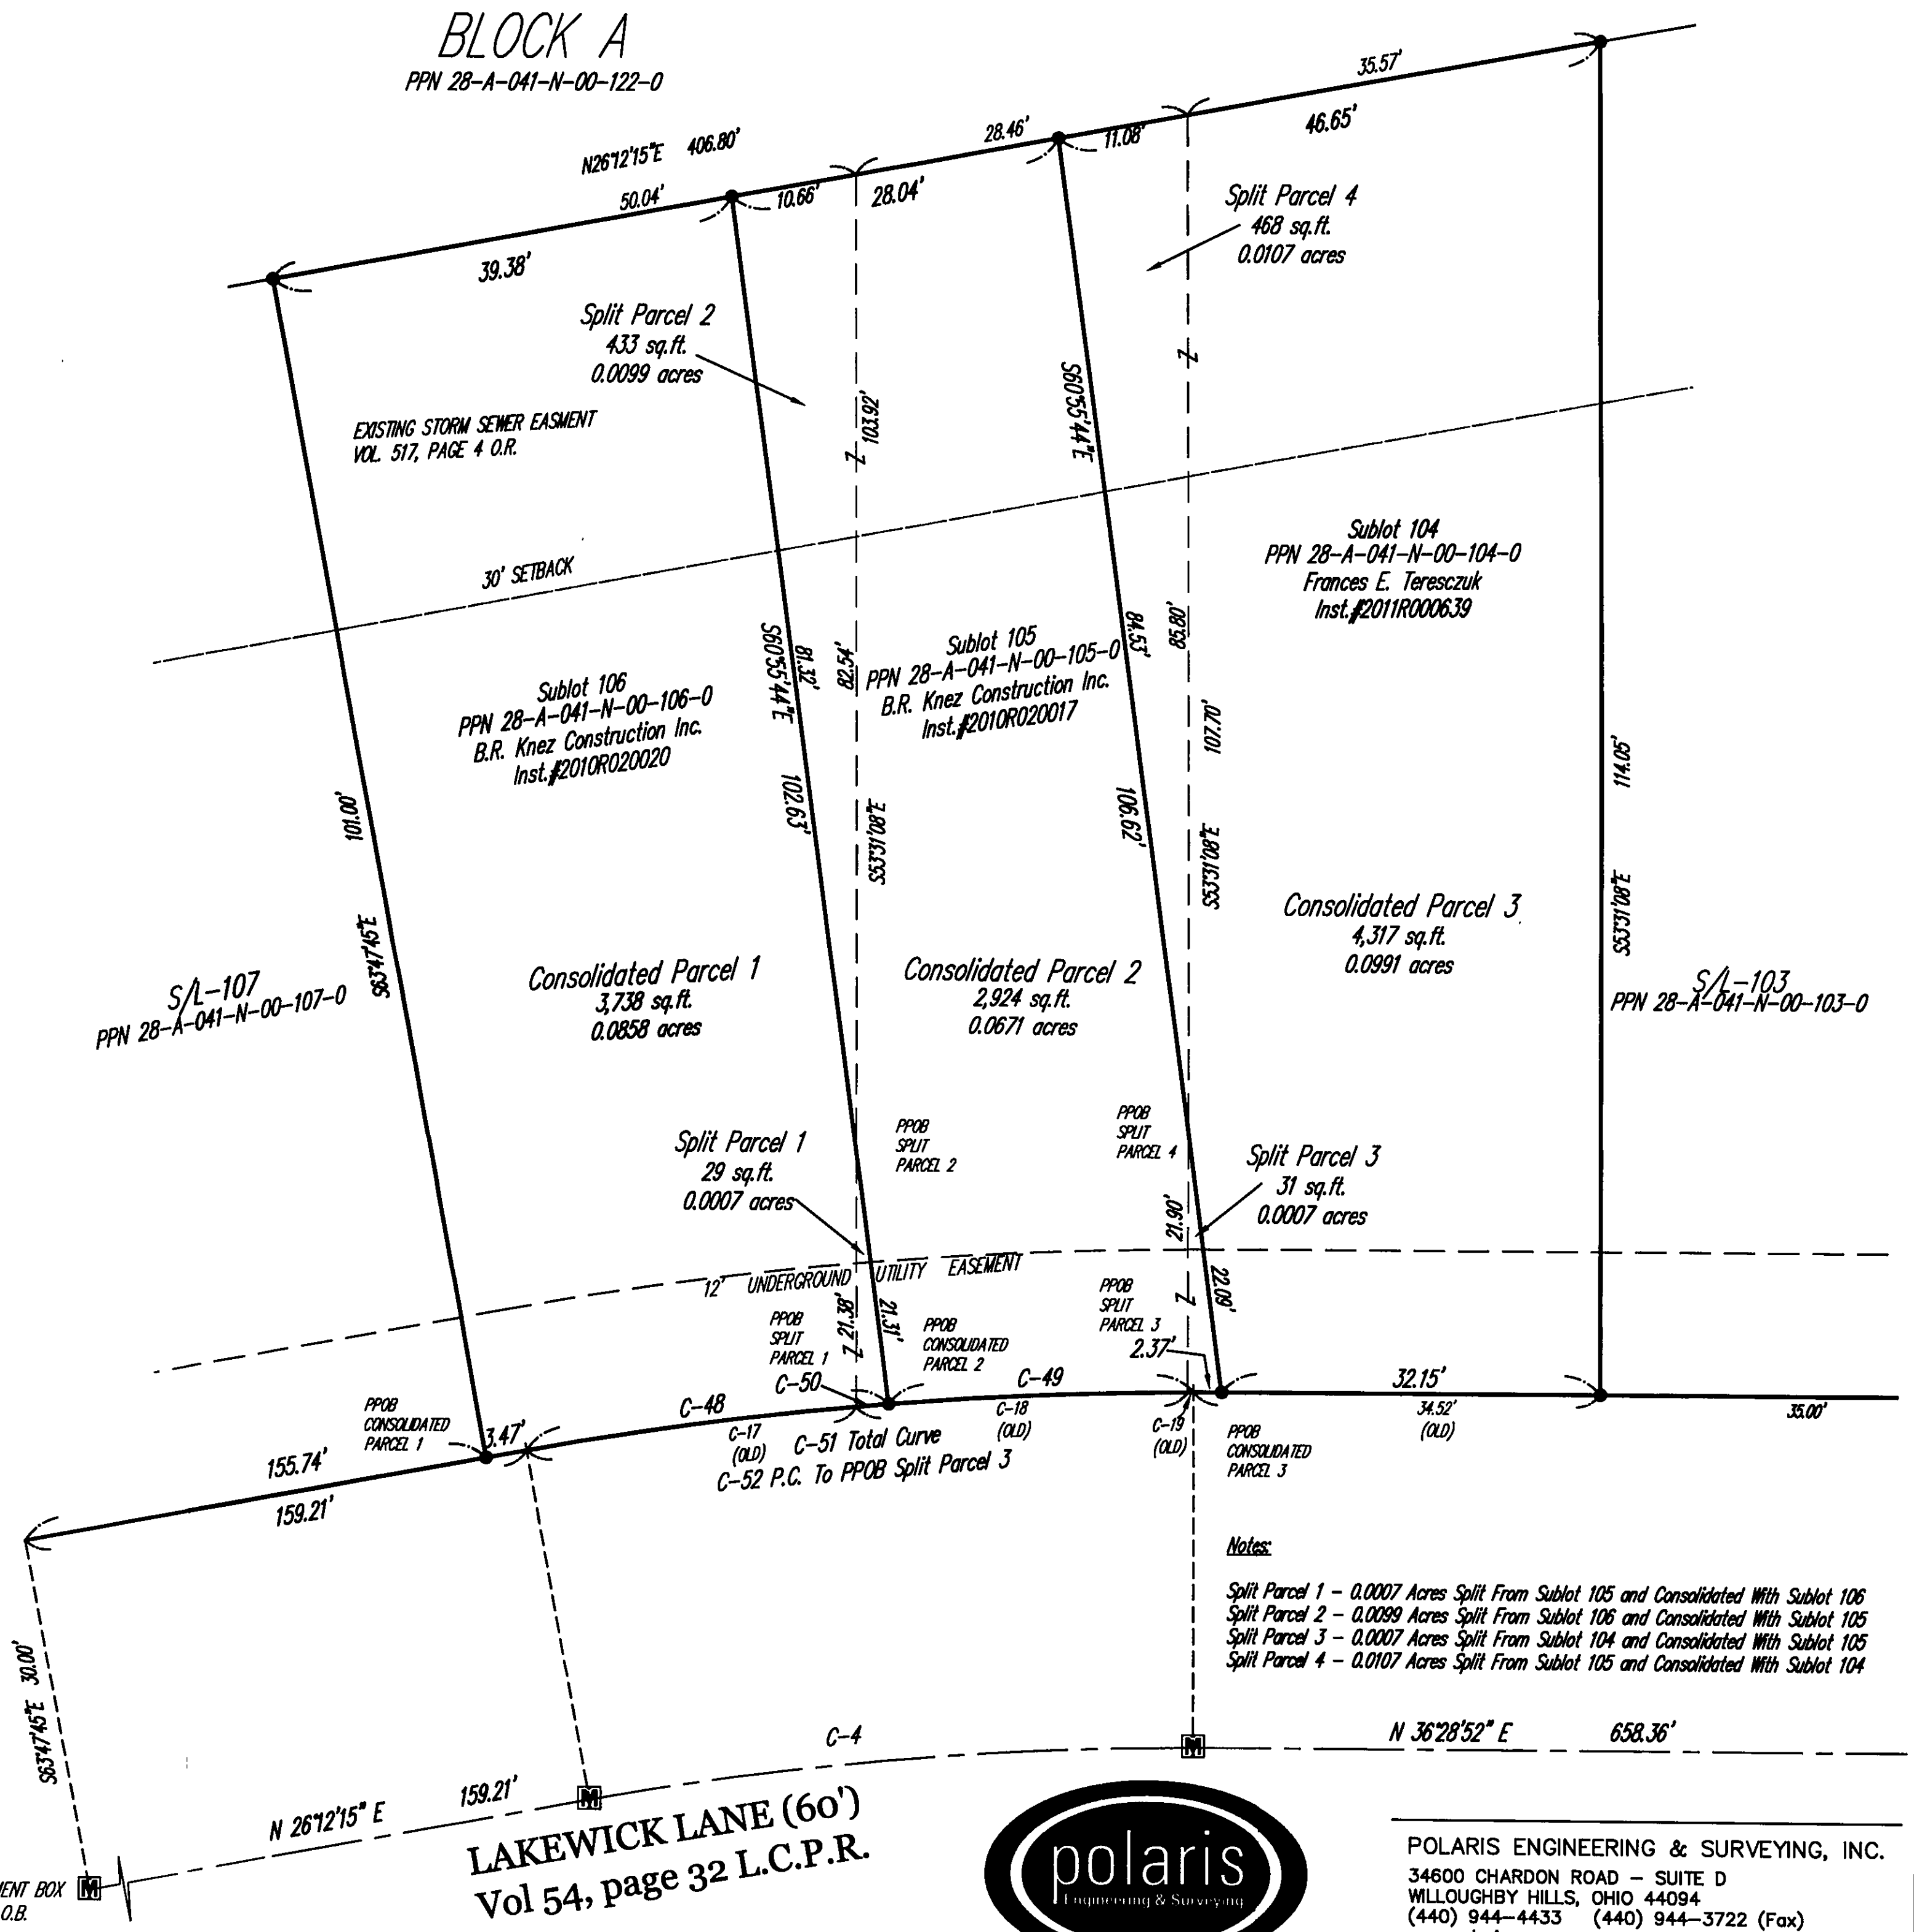 BLOCK A
PPN 28-A-041-N-00-122-0
N26°12'15"E 406.80'
35.57'
46.65'
28.46'
11.08'
50.04'
10.66'
28.04'
39.38'
Split Parcel 4
468 sq.ft.
0.0107 acres
Split Parcel 2
433 sq.ft.
0.0099 acres
EXISTING STORM SEWER EASMENT
VOL. 517, PAGE 4 O.R.
103.92'
S60°55'44"E
30' SETBACK
Sublot 104
PPN 28-A-041-N-00-104-0
Frances E. Teresczuk
Inst.#2011R000639
Sublot 105
PPN 28-A-041-N-00-105-0
B.R. Knez Construction Inc.
Inst.#2010R020017
Sublot 106
PPN 28-A-041-N-00-106-0
B.R. Knez Construction Inc.
Inst.#2010R020020
S60°55'44"E
81.32'
82.54'
84.53'
85.80'
101.00'
102.63'
106.62'
107.70'
114.05'
S53°31'08"E
S53°31'08"E
S53°31'08"E
S63°47'45"E
S/L-107
PPN 28-A-041-N-00-107-0
Consolidated Parcel 1
3,738 sq.ft.
0.0858 acres
Consolidated Parcel 2
2,924 sq.ft.
0.0671 acres
Consolidated Parcel 3
4,317 sq.ft.
0.0991 acres
S/L-103
PPN 28-A-041-N-00-103-0
Split Parcel 1
29 sq.ft.
0.0007 acres
PPOB
SPLIT
PARCEL 2
PPOB
SPLIT
PARCEL 4
Split Parcel 3
31 sq.ft.
0.0007 acres
21.90'
22.09'
12' UNDERGROUND UTILITY EASEMENT
PPOB
SPLIT
PARCEL 1
21.38'
21.31'
PPOB
CONSOLIDATED
PARCEL 2
PPOB
SPLIT
PARCEL 3
2.37'
C-50
C-49
C-48
32.15'
PPOB
CONSOLIDATED
PARCEL 1
3.47'
C-17
(OLD)
C-18
(OLD)
C-19
(OLD)
34.52'
(OLD)
35.00'
C-51 Total Curve
C-52 P.C. To PPOB Split Parcel 3
PPOB
CONSOLIDATED
PARCEL 3
155.74'
159.21'
Notes:
Split Parcel 1 - 0.0007 Acres Split From Sublot 105 and Consolidated With Sublot 106
Split Parcel 2 - 0.0099 Acres Split From Sublot 106 and Consolidated With Sublot 105
Split Parcel 3 - 0.0007 Acres Split From Sublot 104 and Consolidated With Sublot 105
Split Parcel 4 - 0.0107 Acres Split From Sublot 105 and Consolidated With Sublot 104
S63°47'45"E 30.00'
C-4
N 36°28'52" E 658.36'
M
M
M
N 26°12'15" E 159.21'
LAKEWICK LANE (60')
Vol 54, page 32 L.C.P.R.
ENT BOX
O.B.
polaris
Engineering & Surveying
POLARIS ENGINEERING & SURVEYING, INC.
34600 CHARDON ROAD - SUITE D
WILLOUGHBY HILLS, OHIO 44094
(440) 944-4433 (440) 944-3722 (Fax)